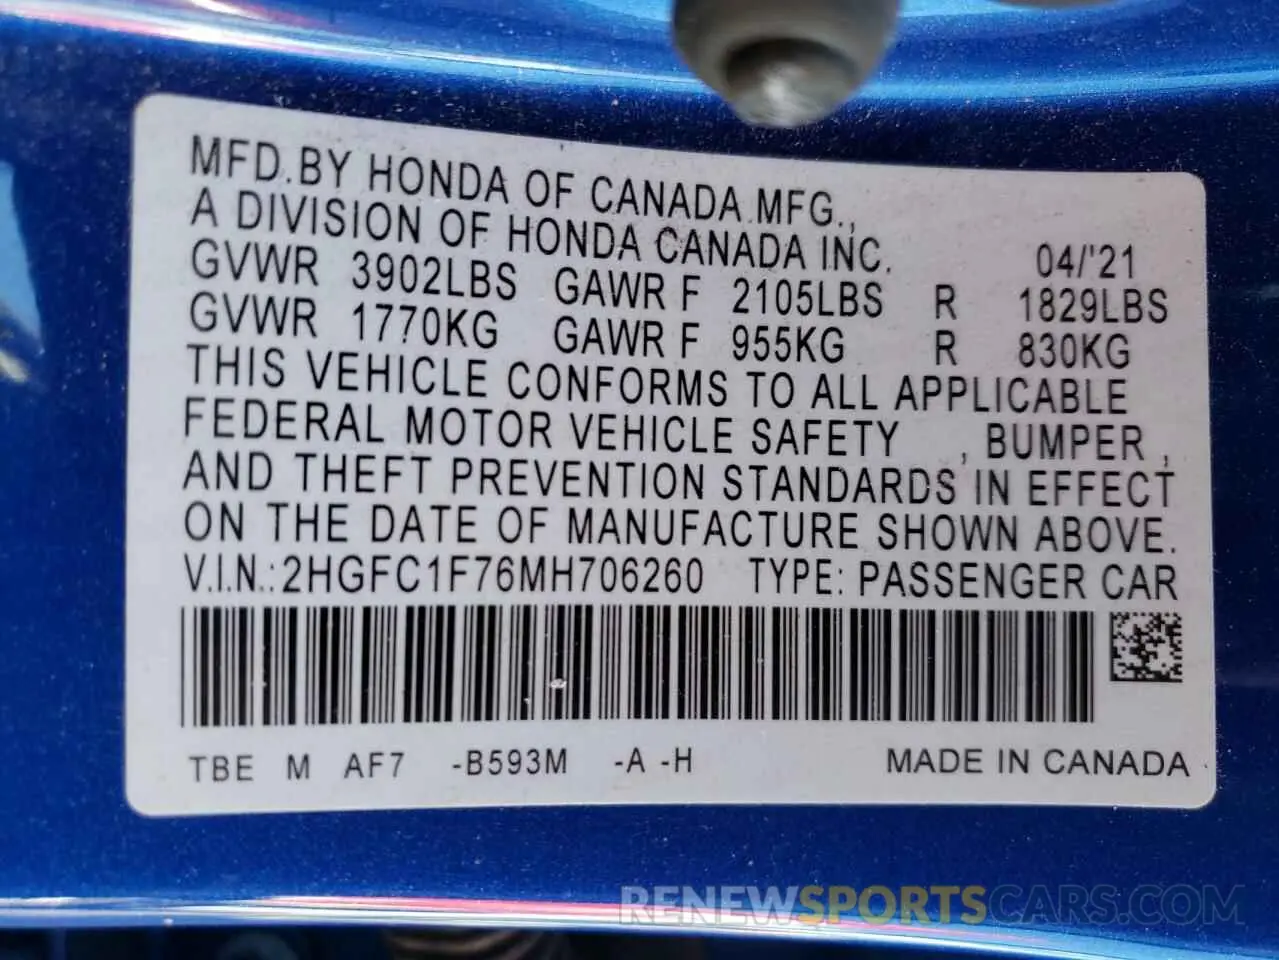 MFD.BY HONDA OF CANADA MFG.,
A DIVISION OF HONDA CANADA INC. 04/'21
GVWR 3902LBS GAWR F 2105LBS R 1829LBS
GVWR 1770KG GAWR F 955KG R 830KG
THIS VEHICLE CONFORMS TO ALL APPLICABLE
FEDERAL MOTOR VEHICLE SAFETY , BUMPER ,
AND THEFT PREVENTION STANDARDS IN EFFECT
ON THE DATE OF MANUFACTURE SHOWN ABOVE.
V.I.N.:2HGFC1F76MH706260 TYPE: PASSENGER CAR
TBE M AF7 -B593M -A -H MADE IN CANADA
RENEWSPORTSCARS.COM